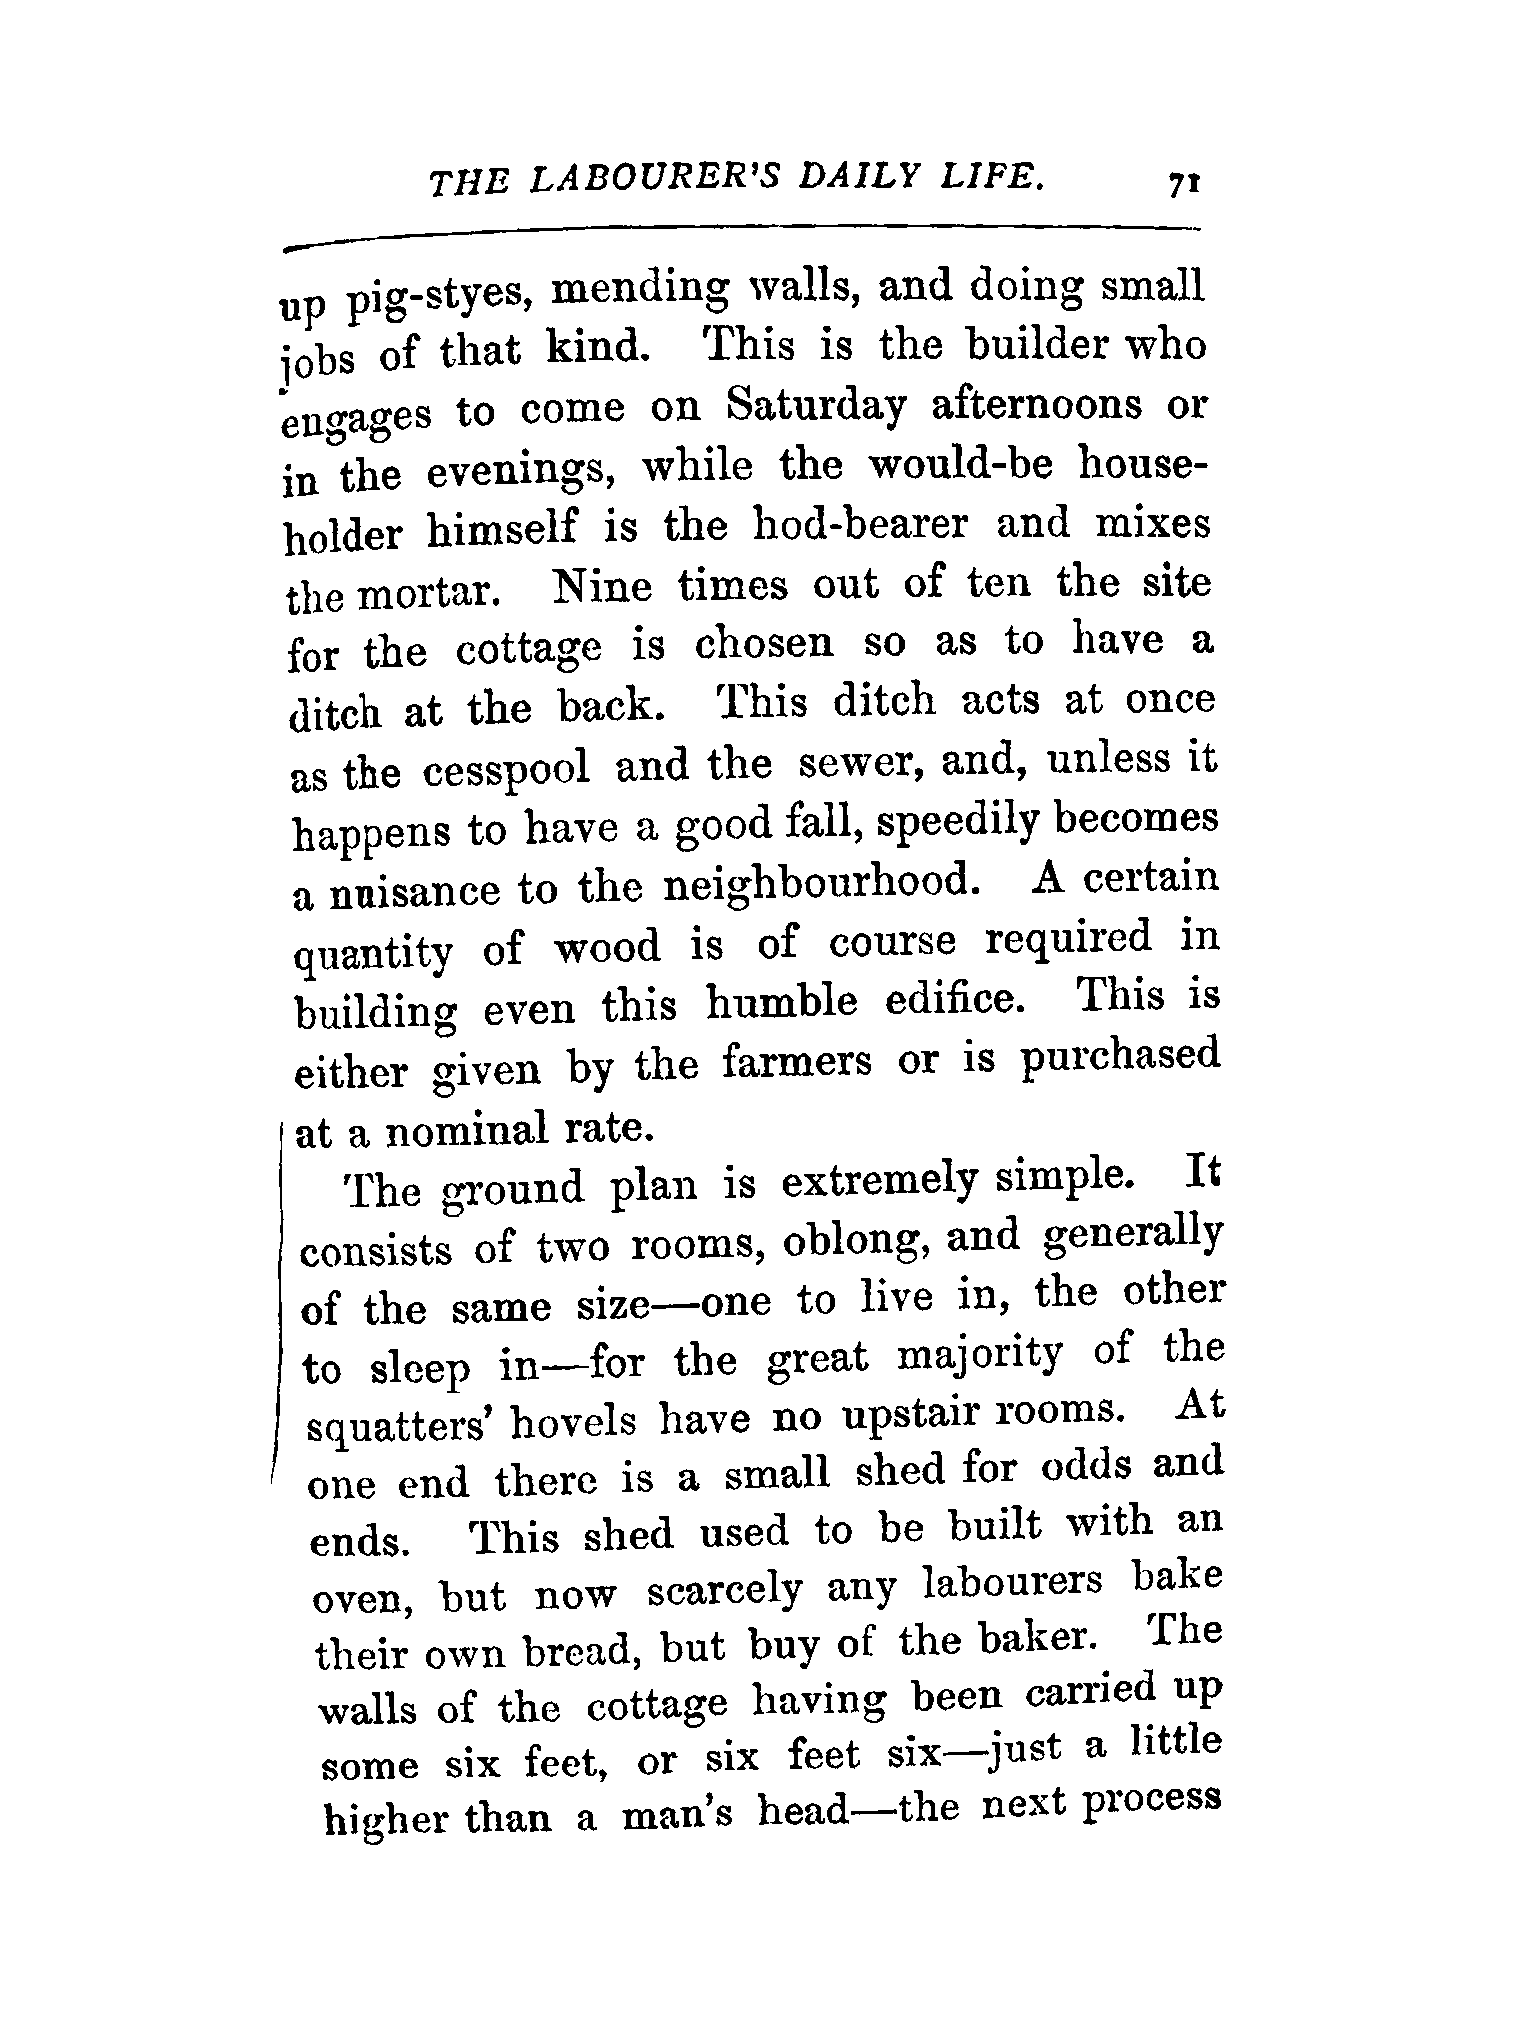 THE LABOURER'S DAILY LIFE. 71
up pig-styes, mending walls, and doing small
jobs of that kind. This is the builder who
engages to come on Saturday afternoons or
in the evenings, while the would-be house-
holder himself is the hod-bearer and mixes
the mortar. Nine times out of ten the site
for the cottage is chosen so as to have a
ditch at the back. This ditch acts at once
as the cesspool and the sewer, and, unless it
happens to have a good fall, speedily becomes
a nuisance to the neighbourhood. A certain
quantity of wood is of course required in
building even this humble edifice. This is
either given by the farmers or is purchased
at a nominal rate.
The ground plan is extremely simple. It
consists of two rooms, oblong, and generally
of the same size—one to live in, the other
to sleep in—for the great majority of the
squatters' hovels have no upstair rooms. At
one end there is a small shed for odds and
ends. This shed used to be built with an
oven, but now scarcely any labourers bake
their own bread, but buy of the baker. The
walls of the cottage having been carried up
some six feet, or six feet six—just a little
higher than a man's head—the next process